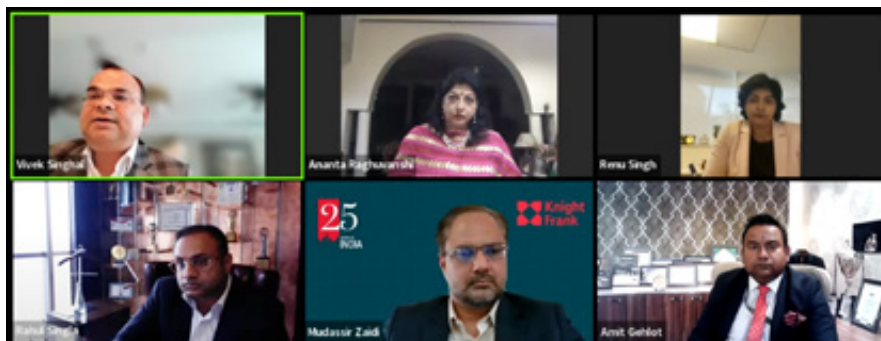 Vivek Singhal
Ananta Raghuvanshi
Renu Singh
25
INDIA
Knight
Frank
Rahul Singla
Mudassir Zaidi
Amit Gehlot